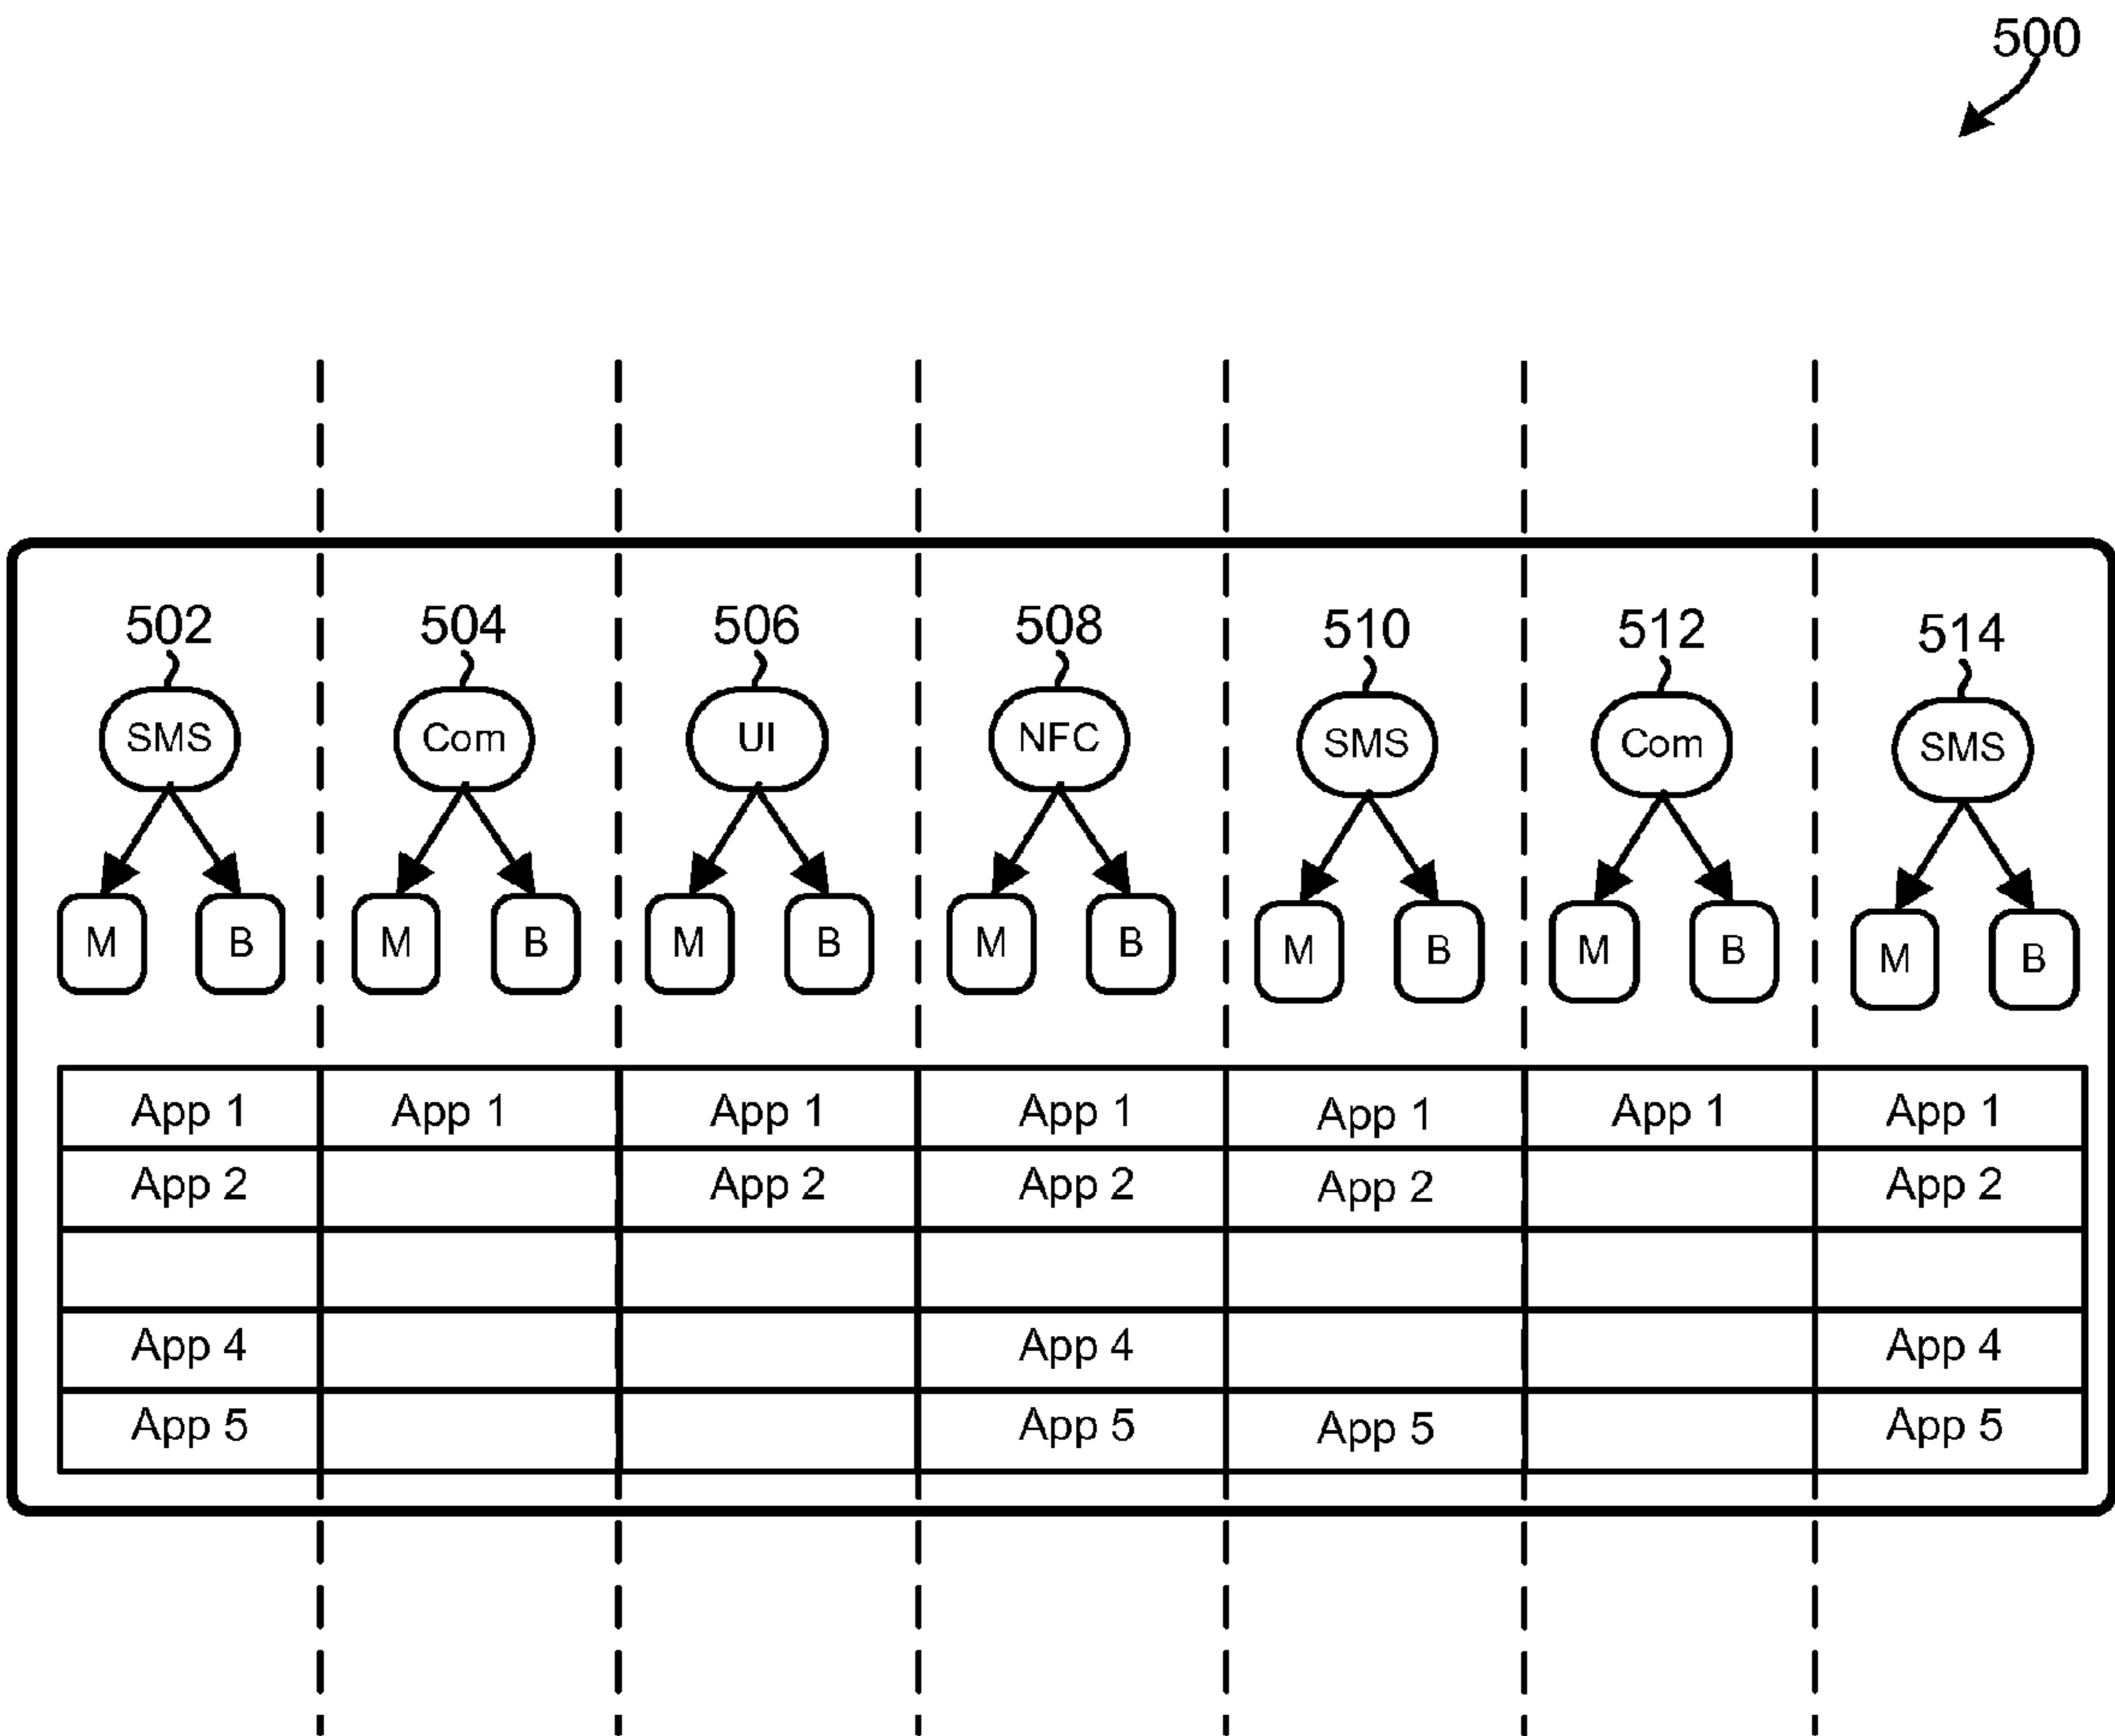 500
502 504 506 508 510 512 514
SMS Com UI NFC SMS Com SMS
M B M B M B M B M B M B M B
App 1 App 1 App 1 App 1 App 1 App 1 App 1
App 2 App 2 App 2 App 2 App 2
App 4 App 4 App 4
App 5 App 5 App 5 App 5